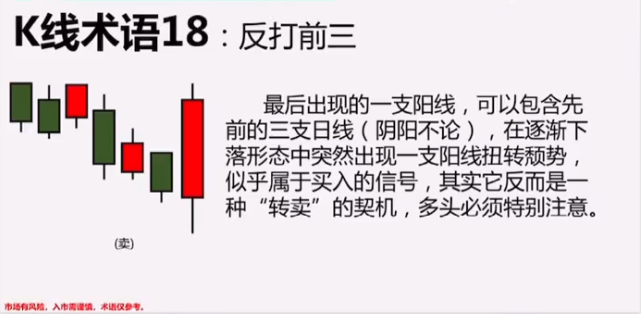 K线术语18：反打前三
最后出现的一支阳线，可以包含先
前的三支日线（阴阳不论），在逐渐下
落形态中突然出现一支阳线扭转颓势，
似乎属于买入的信号，其实它反而是一
种“转卖”的契机，多头必须特别注意。
(卖)
市场有风险，入市需谨慎，术语仅参考。